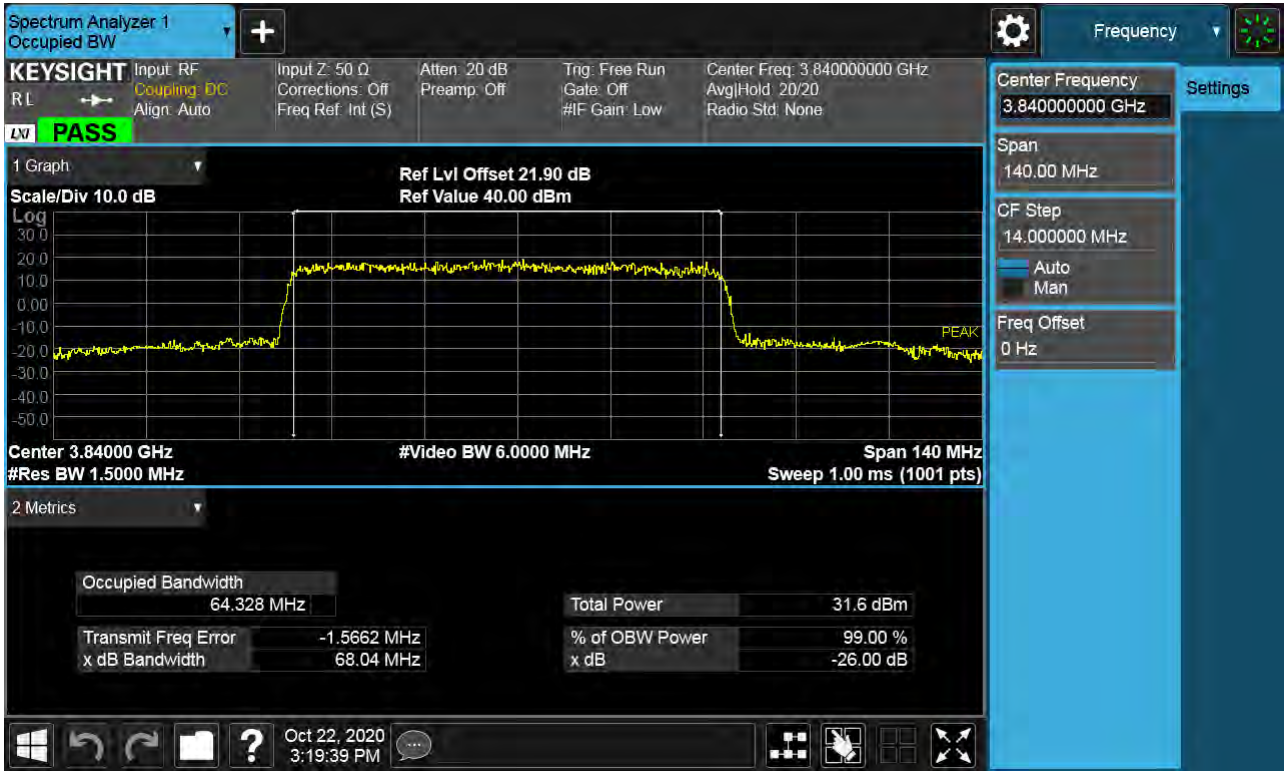 Spectrum Analyzer 1
Occupied BW
Frequency
KEYSIGHT
RL
LXI
PASS
Input: RF
Coupling: DC
Align: Auto
Input Z: 50 Ω
Corrections: Off
Freq Ref: Int (S)
Atten: 20 dB
Preamp: Off
Trig: Free Run
Gate: Off
#IF Gain: Low
Center Freq: 3.840000000 GHz
Avg|Hold: 20/20
Radio Std: None
Center Frequency
3.840000000 GHz
Settings
Span
140.00 MHz
CF Step
14.000000 MHz
Auto
Man
Freq Offset
0 Hz
1 Graph
Scale/Div 10.0 dB
Ref Lvl Offset 21.90 dB
Ref Value 40.00 dBm
Log
30.0
20.0
10.0
0.00
-10.0
-20.0
-30.0
-40.0
-50.0
PEAK
Center 3.84000 GHz
#Res BW 1.5000 MHz
#Video BW 6.0000 MHz
Span 140 MHz
Sweep 1.00 ms (1001 pts)
2 Metrics
Occupied Bandwidth
64.328 MHz
Transmit Freq Error -1.5662 MHz
x dB Bandwidth 68.04 MHz
Total Power 31.6 dBm
% of OBW Power 99.00 %
x dB -26.00 dB
?
Oct 22, 2020
3:19:39 PM